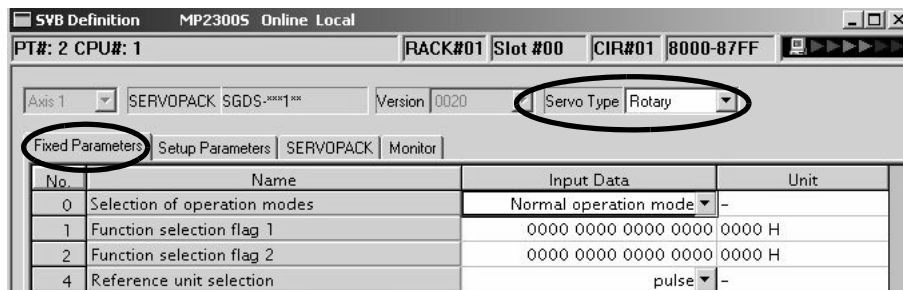 SVB Definition MP2300S Online Local
PT#: 2 CPU#: 1 RACK#01 Slot #00 CIR#01 8000-87FF
Axis 1 SERVOPACK SGDS-***1** Version 0020 Servo Type Rotary
Fixed Parameters Setup Parameters SERVOPACK Monitor
No. Name Input Data Unit
0 Selection of operation modes Normal operation mode -
1 Function selection flag 1 0000 0000 0000 0000 0000 H
2 Function selection flag 2 0000 0000 0000 0000 0000 H
4 Reference unit selection pulse -